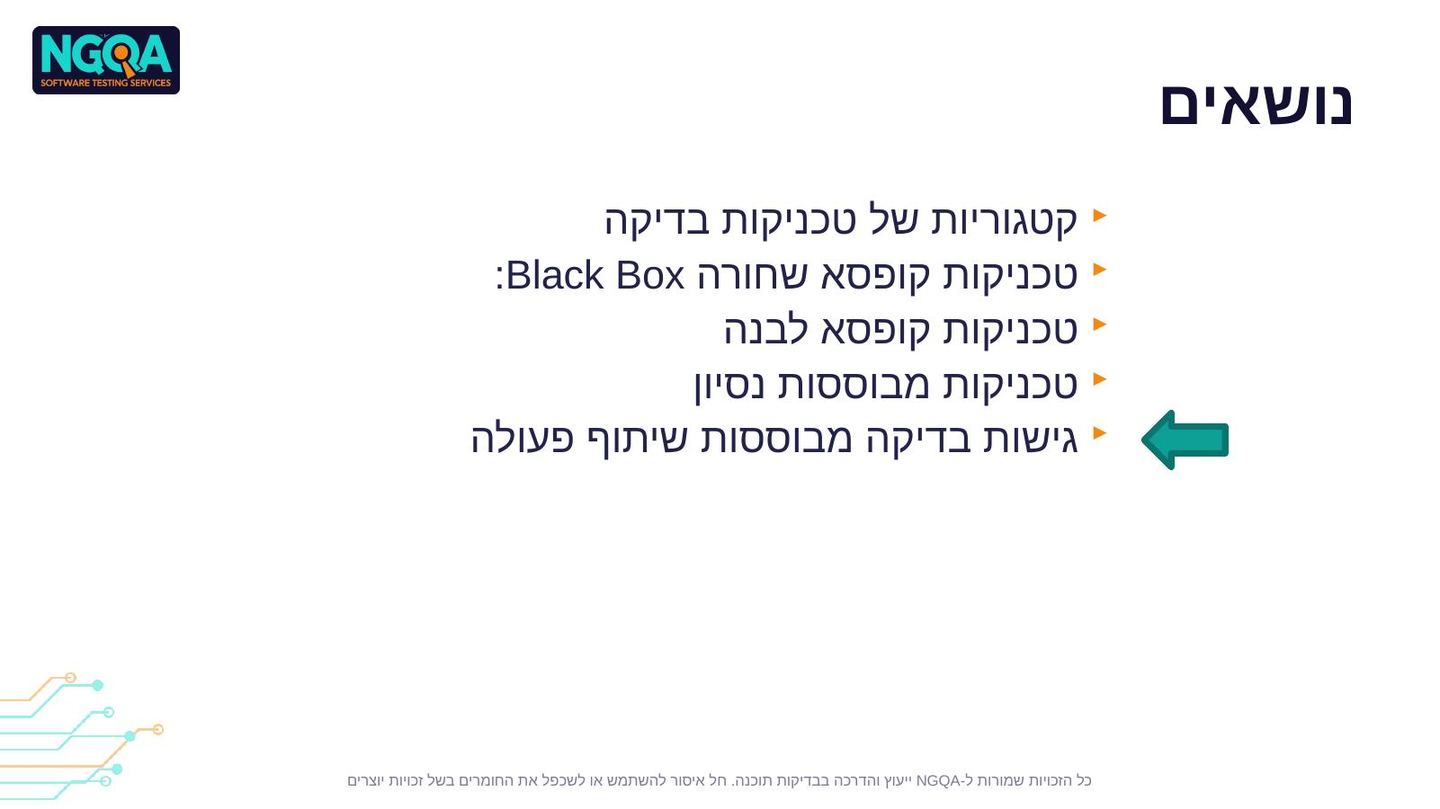 NGQA
SOFTWARE TESTING SERVICES
נושאים
קטגוריות של טכניקות בדיקה
טכניקות קופסא שחורה Black Box:
טכניקות קופסא לבנה
טכניקות מבוססות נסיון
גישות בדיקה מבוססות שיתוף פעולה
כל הזכויות שמורות ל-NGQA ייעוץ והדרכה בבדיקות תוכנה. חל איסור להשתמש או לשכפל את החומרים בשל זכויות יוצרים